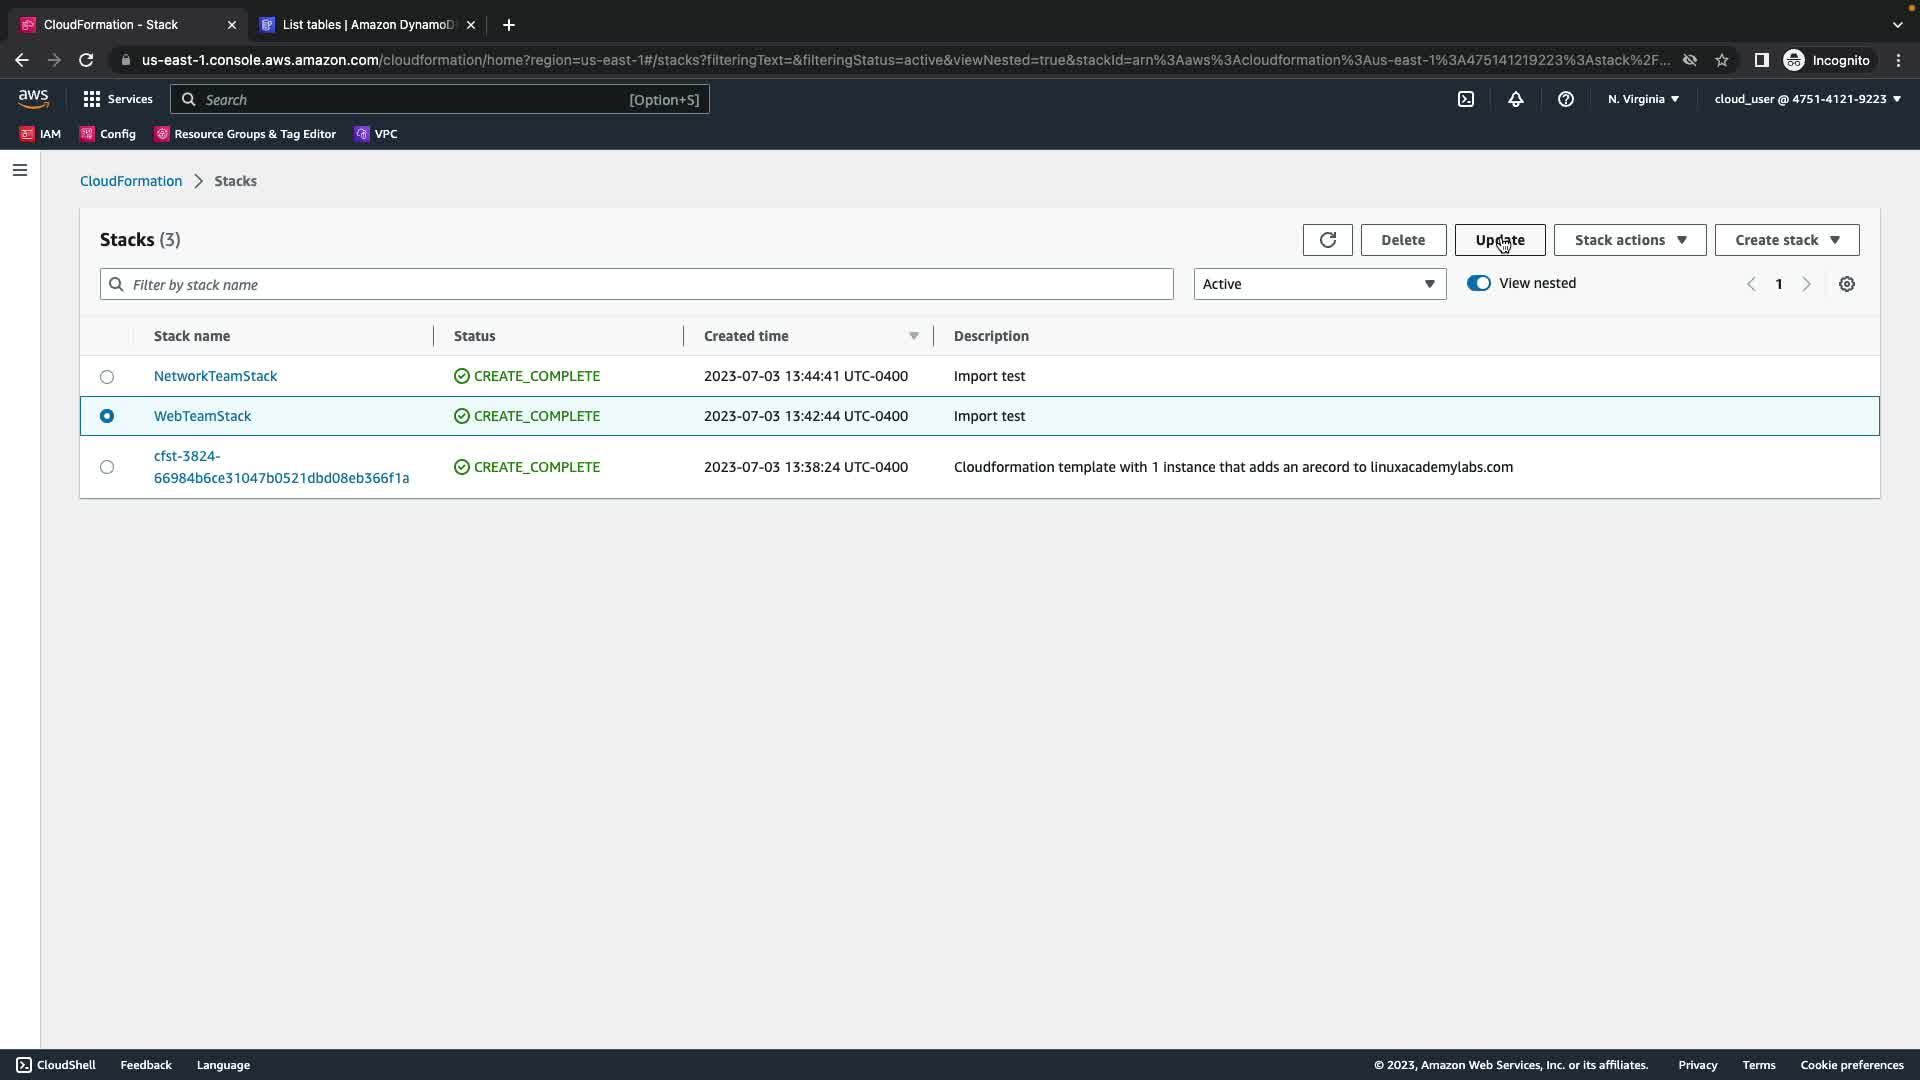 CloudFormation - Stack
List tables | Amazon DynamoD
us-east-1.console.aws.amazon.com/cloudformation/home?region=us-east-1#/stacks?filteringText=&filteringStatus=active&viewNested=true&stackId=arn%3Aaws%3Acloudformation%3Aus-east-1%3A475141219223%3Astack%2F...
Incognito
aws
Services
Search
[Option+S]
N. Virginia
cloud_user @ 4751-4121-9223
IAM
Config
Resource Groups & Tag Editor
VPC
CloudFormation
Stacks
Stacks (3)
Delete
Update
Stack actions
Create stack
Filter by stack name
Active
View nested
1
Stack name
Status
Created time
Description
NetworkTeamStack
CREATE_COMPLETE
2023-07-03 13:44:41 UTC-0400
Import test
WebTeamStack
CREATE_COMPLETE
2023-07-03 13:42:44 UTC-0400
Import test
cfst-3824-
66984b6ce31047b0521dbd08eb366f1a
CREATE_COMPLETE
2023-07-03 13:38:24 UTC-0400
Cloudformation template with 1 instance that adds an arecord to linuxacademylabs.com
CloudShell
Feedback
Language
© 2023, Amazon Web Services, Inc. or its affiliates.
Privacy
Terms
Cookie preferences